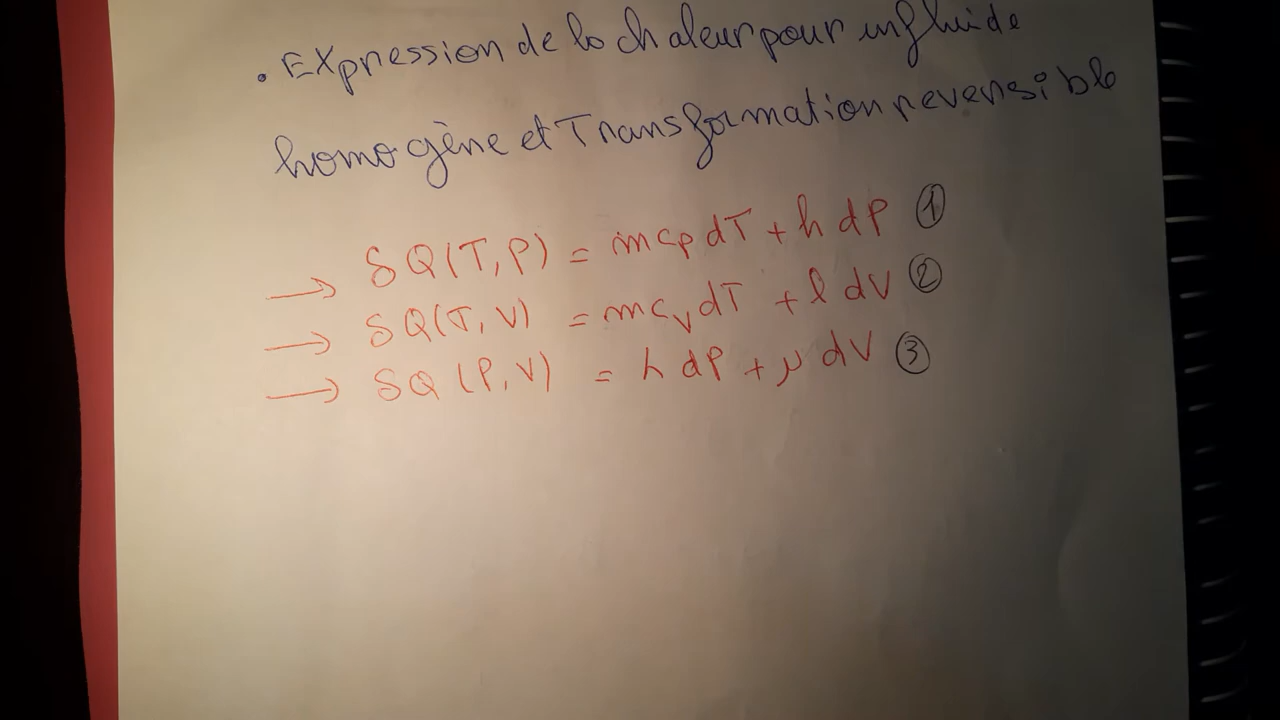 . EXpression de la chaleur pour un fluide
homogène et Transformation reversible
→ δQ(T,P) = mcp dT + h dP ①
→ δQ(T,V) = mcv dT + l dV ②
→ δQ (P,V) = h dP + μ dV ③